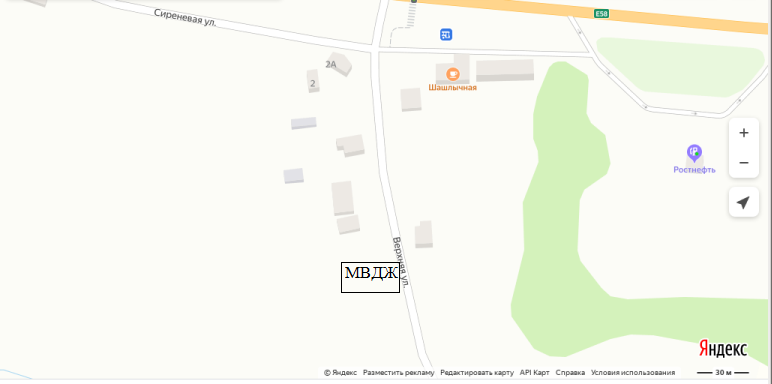 E58
Сиреневая ул.
2А
2
Шашлычная
Ростнефть
Верхняя ул.
МВДЖ
+
−
Яндекс
© Яндекс Разместить рекламу Редактировать карту API Карт Справка Условия использования 30 м